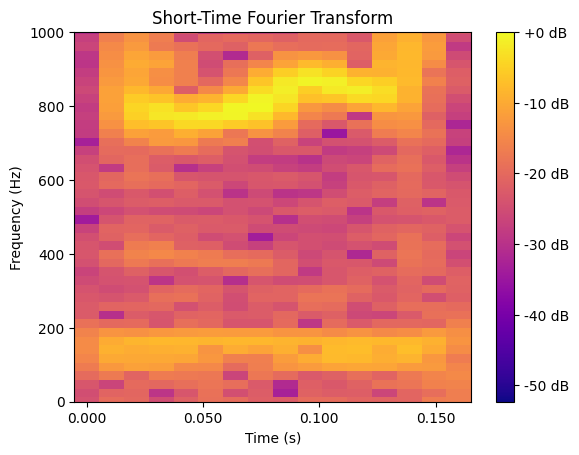 Short-Time Fourier Transform
1000
800
600
400
200
0
Frequency (Hz)
0.000
0.050
0.100
0.150
Time (s)
+0 dB
-10 dB
-20 dB
-30 dB
-40 dB
-50 dB